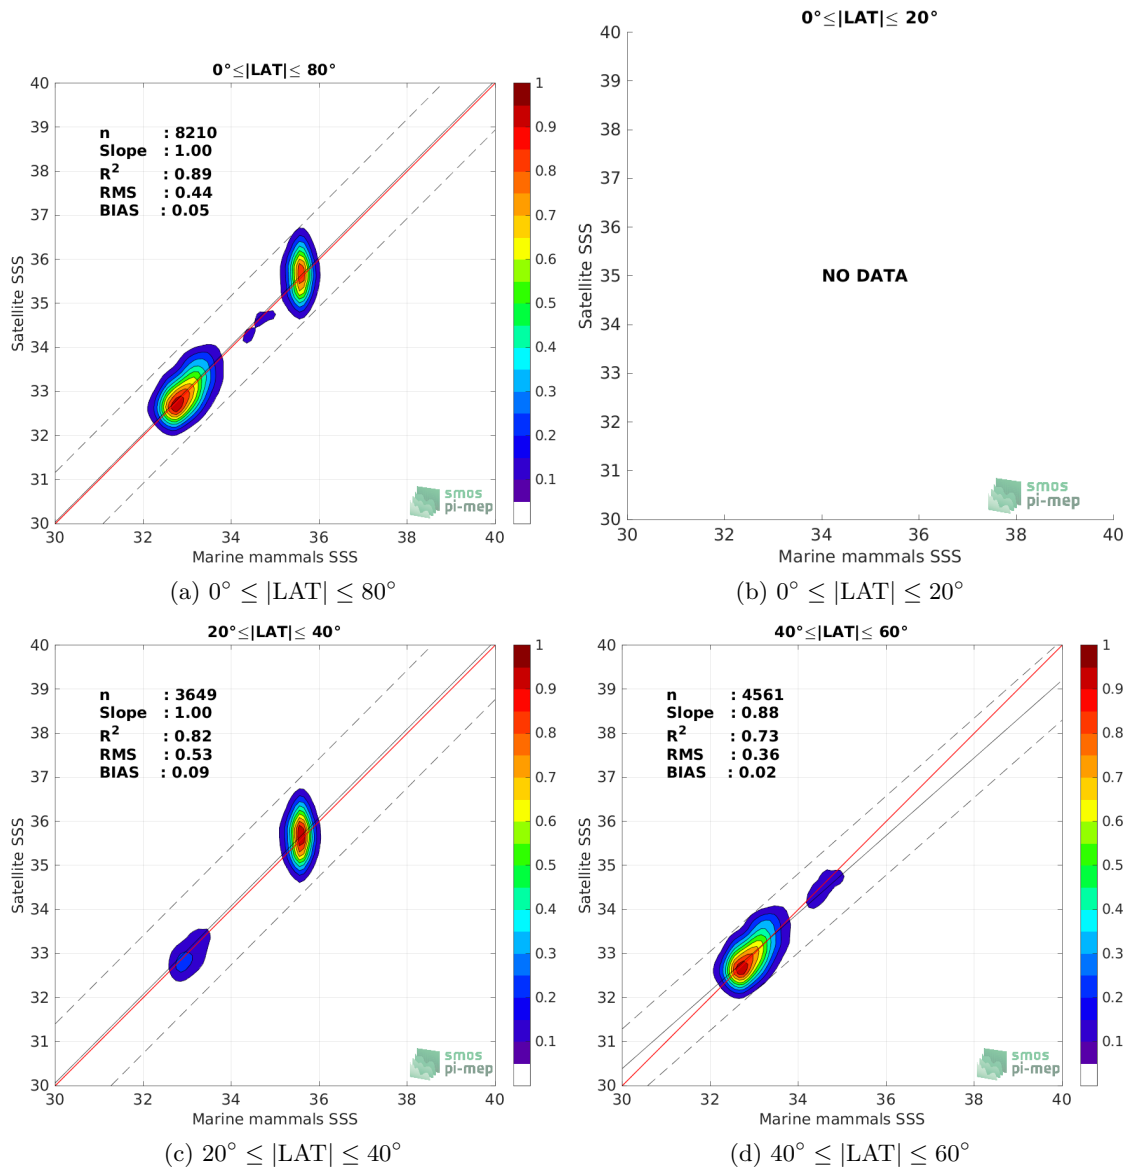 0°≤|LAT|≤ 80°
40
39
38
37
36
35
34
33
32
31
30
Satellite SSS
n : 8210
Slope : 1.00
R2 : 0.89
RMS : 0.44
BIAS : 0.05
smos
pi-mep
30 32 34 36 38 40
Marine mammals SSS
1
0.9
0.8
0.7
0.6
0.5
0.4
0.3
0.2
0.1
(a) 0° ≤ |LAT| ≤ 80°
0°≤|LAT|≤ 20°
40
39
38
37
36
35
34
33
32
31
30
Satellite SSS
NO DATA
smos
pi-mep
30 32 34 36 38 40
Marine mammals SSS
(b) 0° ≤ |LAT| ≤ 20°
20°≤|LAT|≤ 40°
40
39
38
37
36
35
34
33
32
31
30
Satellite SSS
n : 3649
Slope : 1.00
R2 : 0.82
RMS : 0.53
BIAS : 0.09
smos
pi-mep
30 32 34 36 38 40
Marine mammals SSS
1
0.9
0.8
0.7
0.6
0.5
0.4
0.3
0.2
0.1
(c) 20° ≤ |LAT| ≤ 40°
40°≤|LAT|≤ 60°
40
39
38
37
36
35
34
33
32
31
30
Satellite SSS
n : 4561
Slope : 0.88
R2 : 0.73
RMS : 0.36
BIAS : 0.02
smos
pi-mep
30 32 34 36 38 40
Marine mammals SSS
1
0.9
0.8
0.7
0.6
0.5
0.4
0.3
0.2
0.1
(d) 40° ≤ |LAT| ≤ 60°